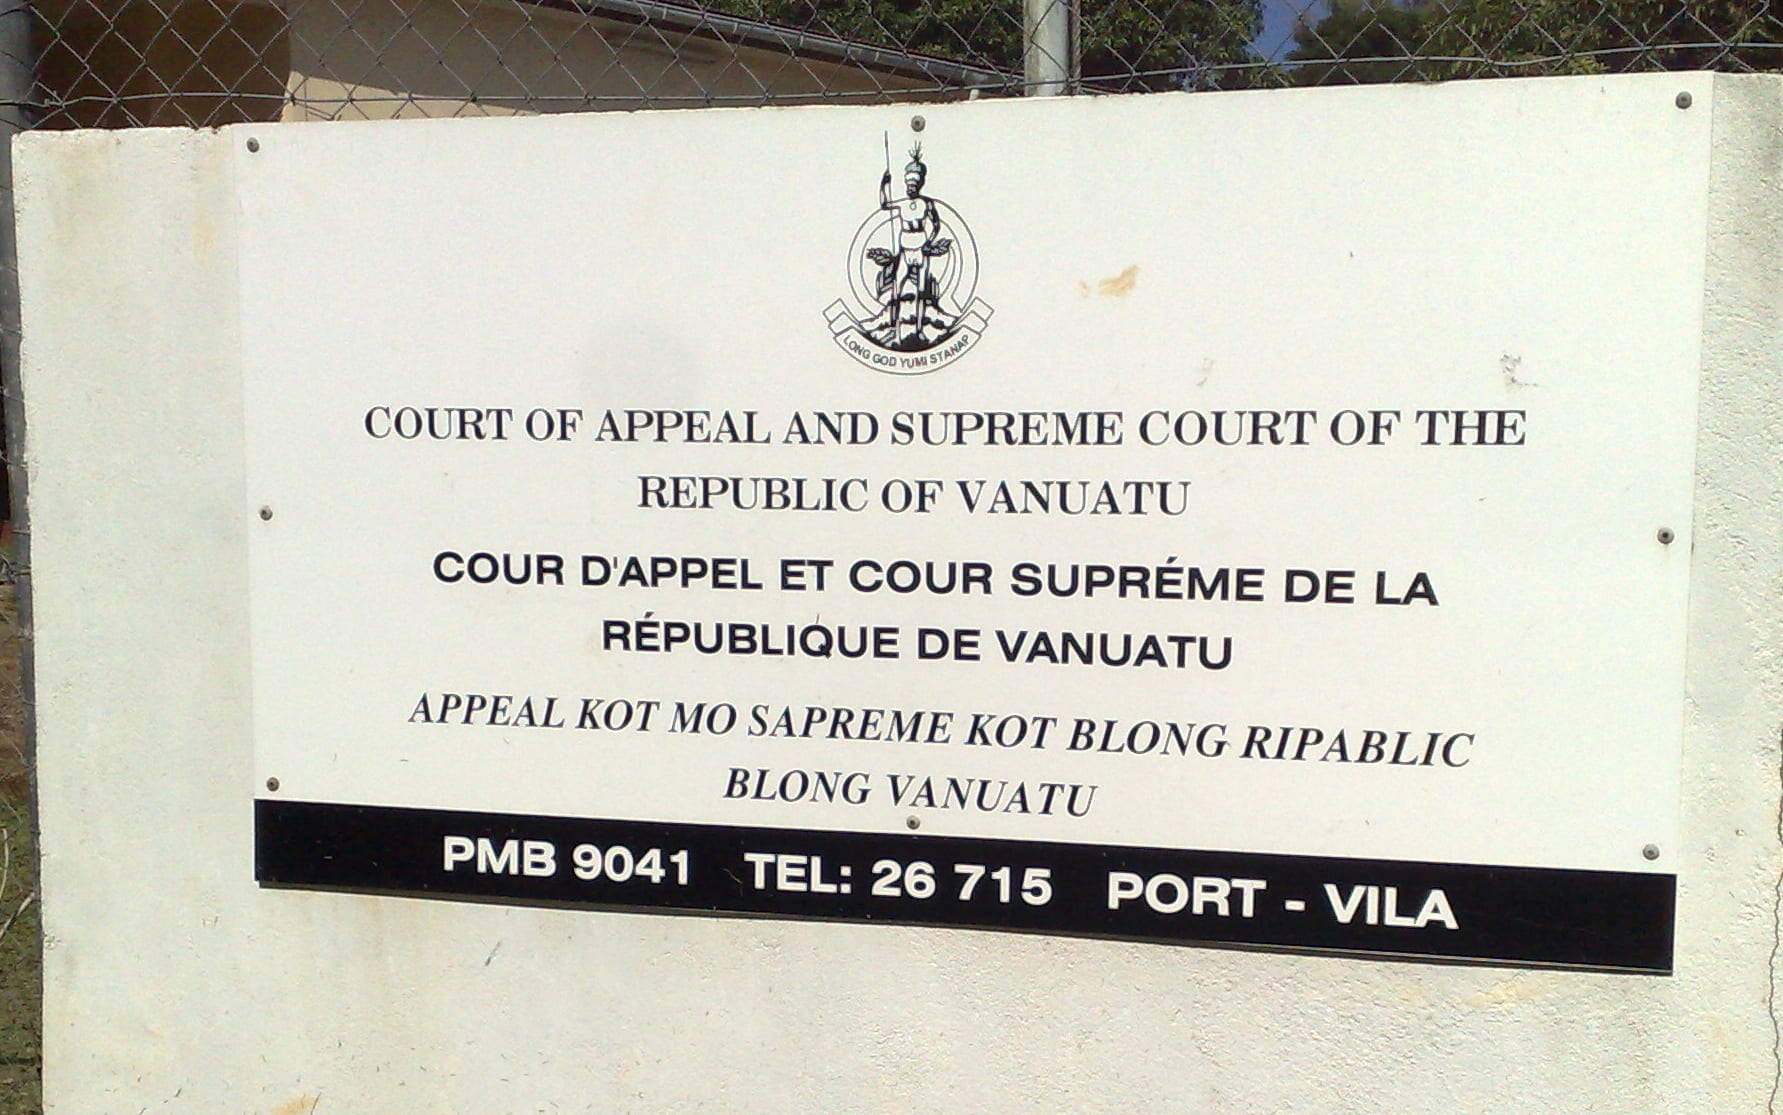 LONG GOD YUMI STANAP
COURT OF APPEAL AND SUPREME COURT OF THE
REPUBLIC OF VANUATU
COUR D'APPEL ET COUR SUPRÉME DE LA
RÉPUBLIQUE DE VANUATU
APPEAL KOT MO SAPREME KOT BLONG RIPABLIC
BLONG VANUATU
PMB 9041 TEL: 26 715 PORT - VILA